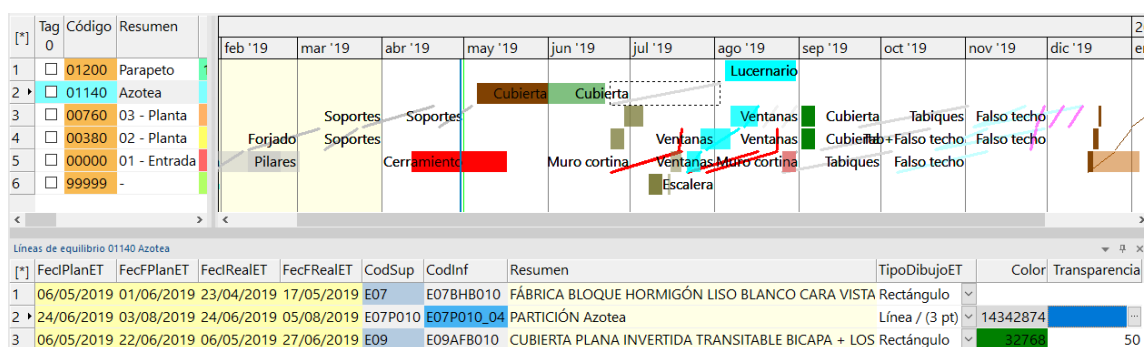 [*] Tag 0 Código Resumen
2
feb '19 mar '19 abr '19 may '19 jun '19 jul '19 ago '19 sep '19 oct '19 nov '19 dic '19 e
1 01200 Parapeto 1 Lucernario
2 01140 Azotea Cubierta Cubierta
3 00760 03 - Planta Soportes Soportes Ventanas Cubierta Tabiques Falso techo
4 00380 02 - Planta Forjado Soportes Ventanas Ventanas Cubierta Tab+Falso techo Falso techo
5 00000 01 - Entrada Pilares Cerramiento Muro cortina Ventanas Muro cortina Tabiques Falso techo
6 99999 - Escalera
Líneas de equilibrio 01140 Azotea
[*] FecIPlanET FecFPlanET FecIRealET FecFRealET CodSup CodInf Resumen TipoDibujoET Color Transparencia
1 06/05/2019 01/06/2019 23/04/2019 17/05/2019 E07 E07BHB010 FÁBRICA BLOQUE HORMIGÓN LISO BLANCO CARA VISTA Rectángulo
2 24/06/2019 03/08/2019 24/06/2019 05/08/2019 E07P010 E07P010_04 PARTICIÓN Azotea Línea / (3 pt) 14342874 ...
3 06/05/2019 22/06/2019 06/05/2019 27/06/2019 E09 E09AFB010 CUBIERTA PLANA INVERTIDA TRANSITABLE BICAPA + LOS Rectángulo 32768 50